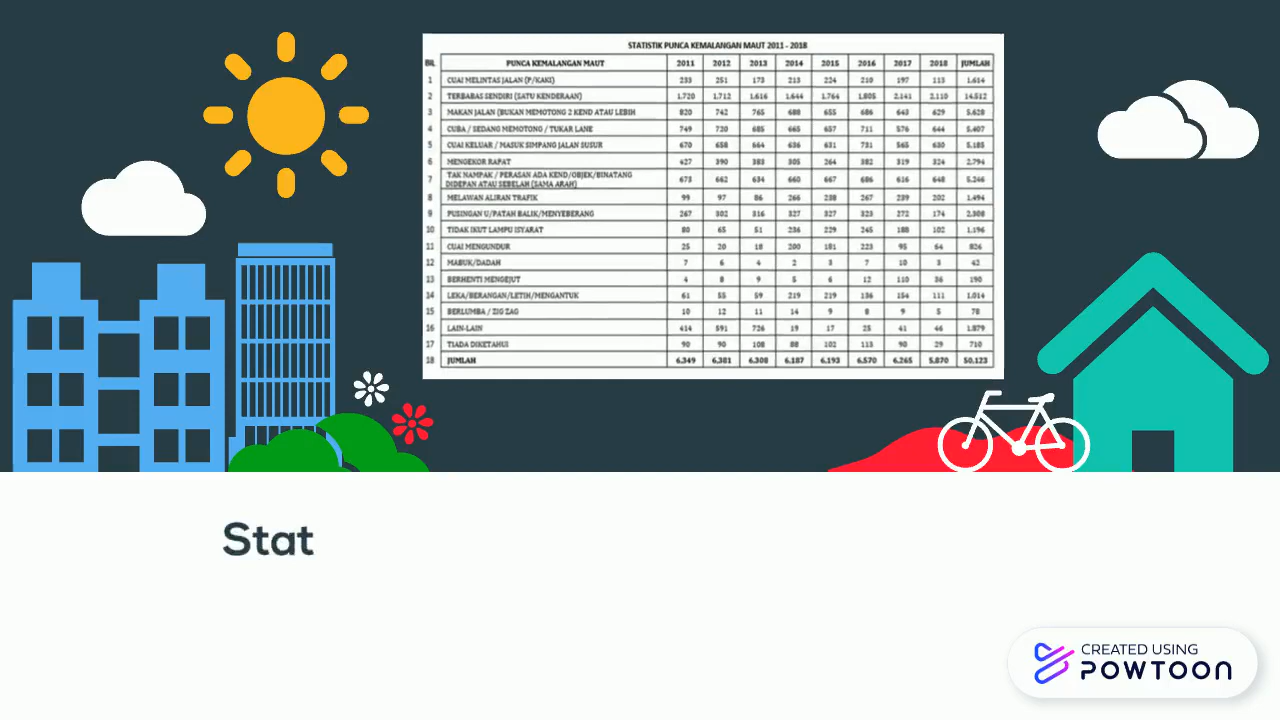 STATISTIK PUNCA KEMALANGAN MAUT 2011 - 2018
BIL PUNCA KEMALANGAN MAUT 2011 2012 2013 2014 2015 2016 2017 2018 JUMLAH
1 CUAI MELINTAS JALAN (P/KAKI) 233 251 173 213 224 210 197 113 1,614
2 TERBABAS SENDIRI (SATU KENDERAAN) 1,720 1,712 1,616 1,644 1,764 1,805 2,141 2,110 14,512
3 MAKAN JALAN (BUKAN MEMOTONG 2 KEND ATAU LEBIH 820 742 765 688 655 686 643 629 5,628
4 CUBA / SEDANG MEMOTONG / TUKAR LANE 749 720 685 665 657 711 576 644 5,407
5 CUAI KELUAR / MASUK SIMPANG JALAN SUSUR 670 658 664 636 631 731 565 630 5,185
6 MENGEKOR RAPAT 427 390 383 305 264 382 319 324 2,794
7 TAK NAMPAK / PERASAN ADA KEND/OBJEK/BINATANG
DIDEPAN ATAU SEBELAH (SAMA ARAH) 673 662 634 660 667 686 616 648 5,246
8 MELAWAN ALIRAN TRAFIK 99 97 86 266 238 267 239 202 1,494
9 PUSINGAN U/PATAH BALIK/MENYEBERANG 267 302 316 327 327 323 272 174 2,308
10 TIDAK IKUT LAMPU ISYARAT 80 65 51 236 229 245 188 102 1,196
11 CUAI MENGUNDUR 25 20 18 200 181 223 95 64 826
12 MABUK/DADAH 7 6 4 2 3 7 10 3 42
13 BERHENTI MENGEJUT 4 8 9 5 6 12 110 36 190
14 LEKA/BERANGAN/LETIH/MENGANTUK 61 55 59 219 219 136 154 111 1,014
15 BERLUMBA / ZIG ZAG 10 12 11 14 9 8 9 5 78
16 LAIN-LAIN 414 591 726 19 17 25 41 46 1,879
17 TIADA DIKETAHUI 90 90 108 88 102 113 90 29 710
18 JUMLAH 6,349 6,381 6,308 6,187 6,193 6,570 6,265 5,870 50,123
Stat
CREATED USING
POWTOON